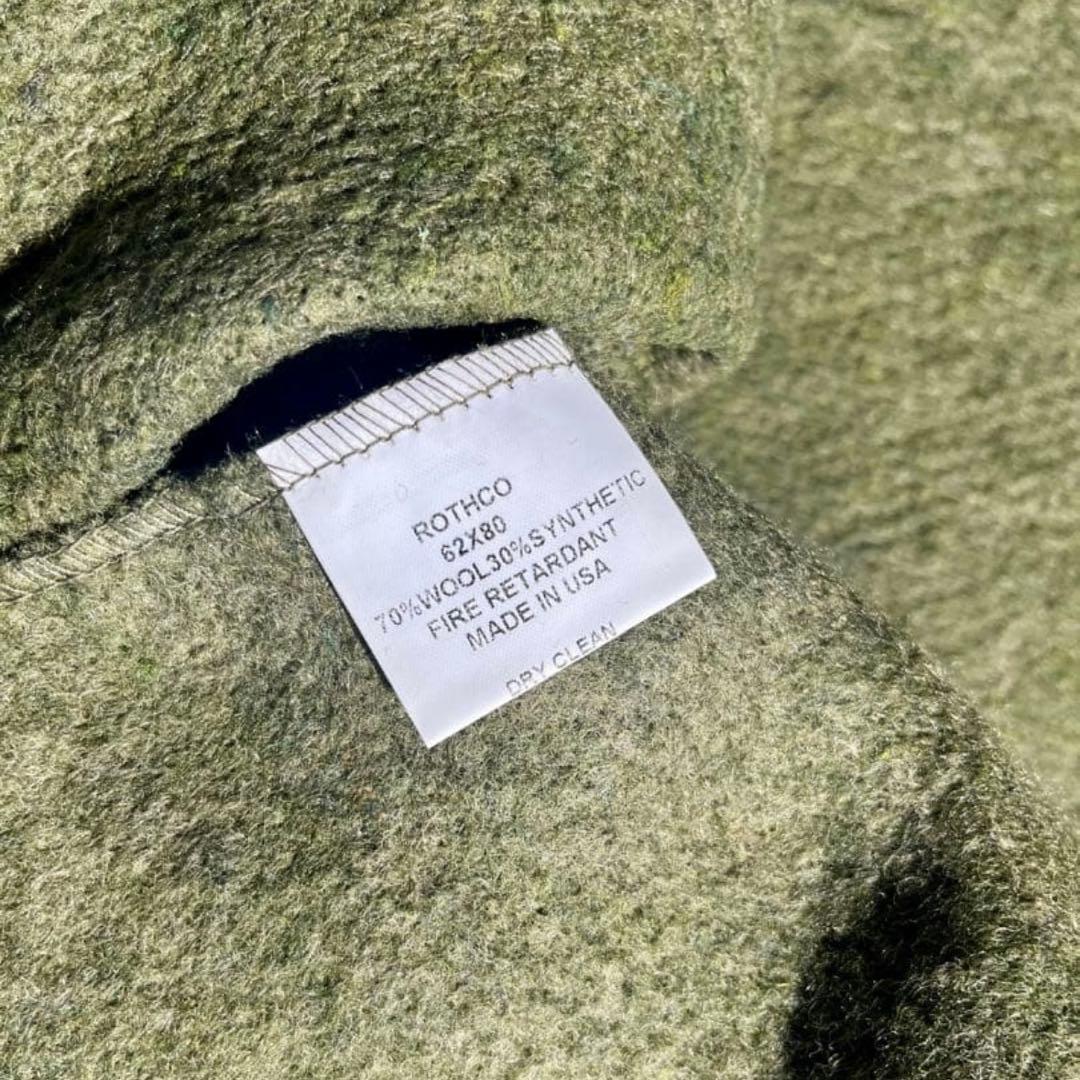 ROTHCO
62X80
70%WOOL30%SYNTHETIC
FIRE RETARDANT
MADE IN USA
DRY CLEAN